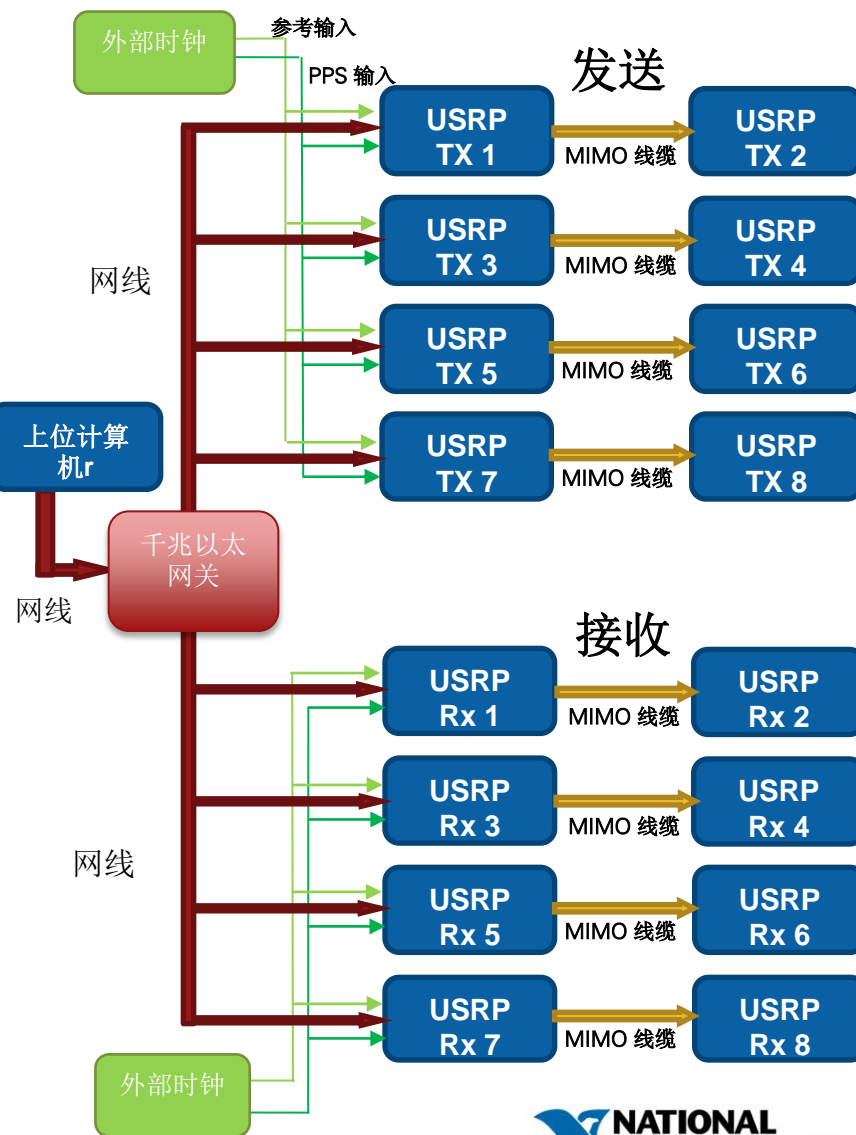 外部时钟
参考输入
PPS 输入
发送
USRP
TX 1
MIMO 线缆
USRP
TX 2
USRP
TX 3
MIMO 线缆
USRP
TX 4
网线
USRP
TX 5
MIMO 线缆
USRP
TX 6
上位计算
机r
USRP
TX 7
MIMO 线缆
USRP
TX 8
千兆以太
网关
网线
接收
USRP
Rx 1
MIMO 线缆
USRP
Rx 2
USRP
Rx 3
MIMO 线缆
USRP
Rx 4
网线
USRP
Rx 5
MIMO 线缆
USRP
Rx 6
USRP
Rx 7
MIMO 线缆
USRP
Rx 8
外部时钟
NATIONAL